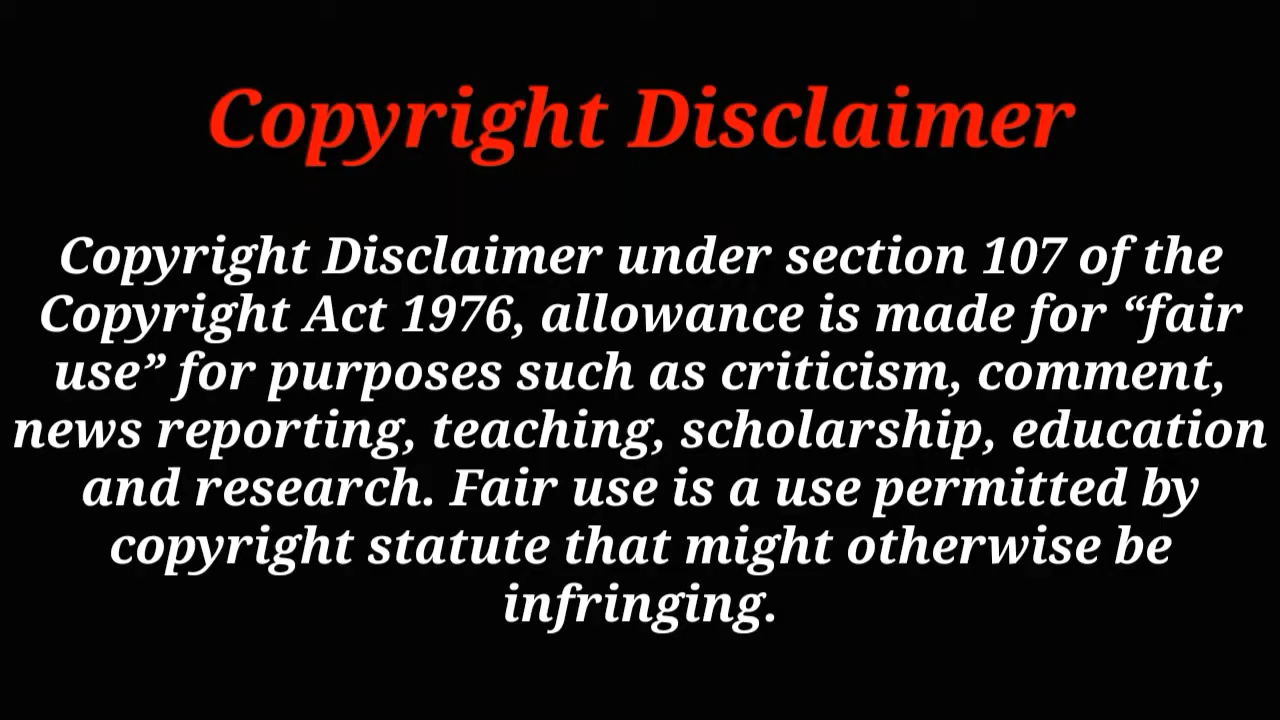 Copyright Disclaimer
Copyright Disclaimer under section 107 of the
Copyright Act 1976, allowance is made for “fair
use” for purposes such as criticism, comment,
news reporting, teaching, scholarship, education
and research. Fair use is a use permitted by
copyright statute that might otherwise be
infringing.